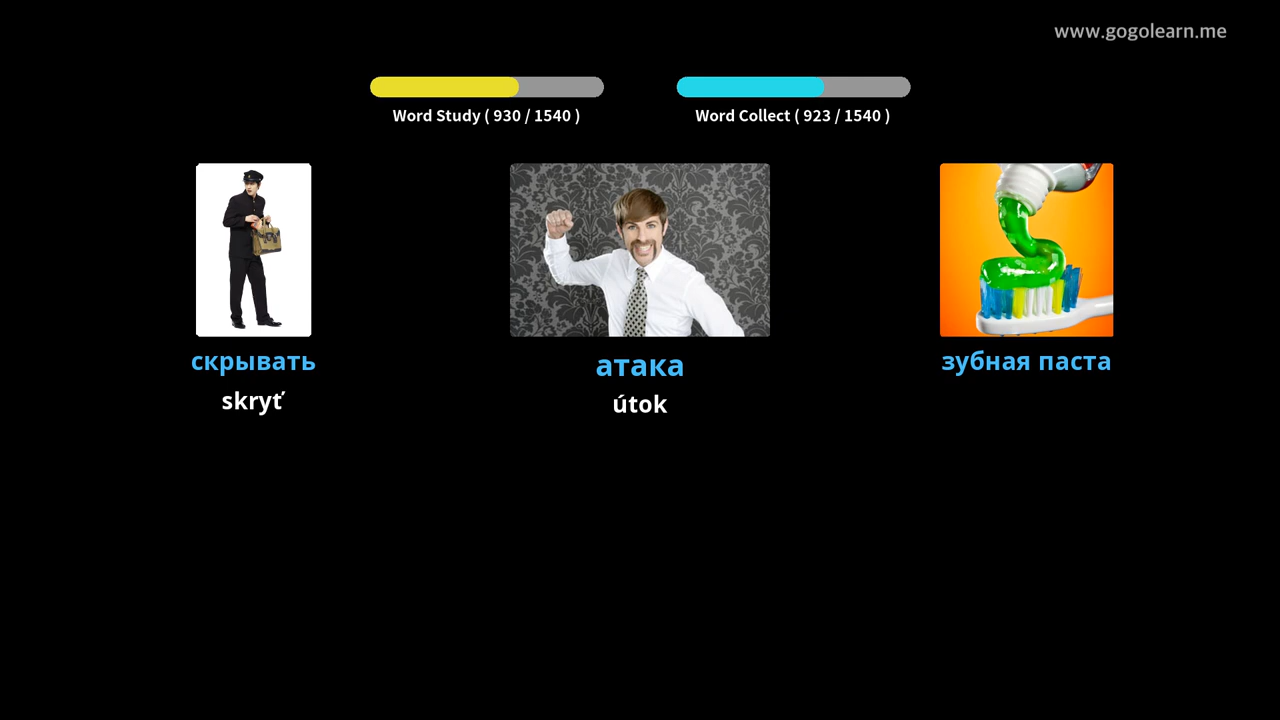 www.gogolearn.me
Word Study ( 930 / 1540 )
Word Collect ( 923 / 1540 )
скрывать
skryť
атака
útok
зубная паста